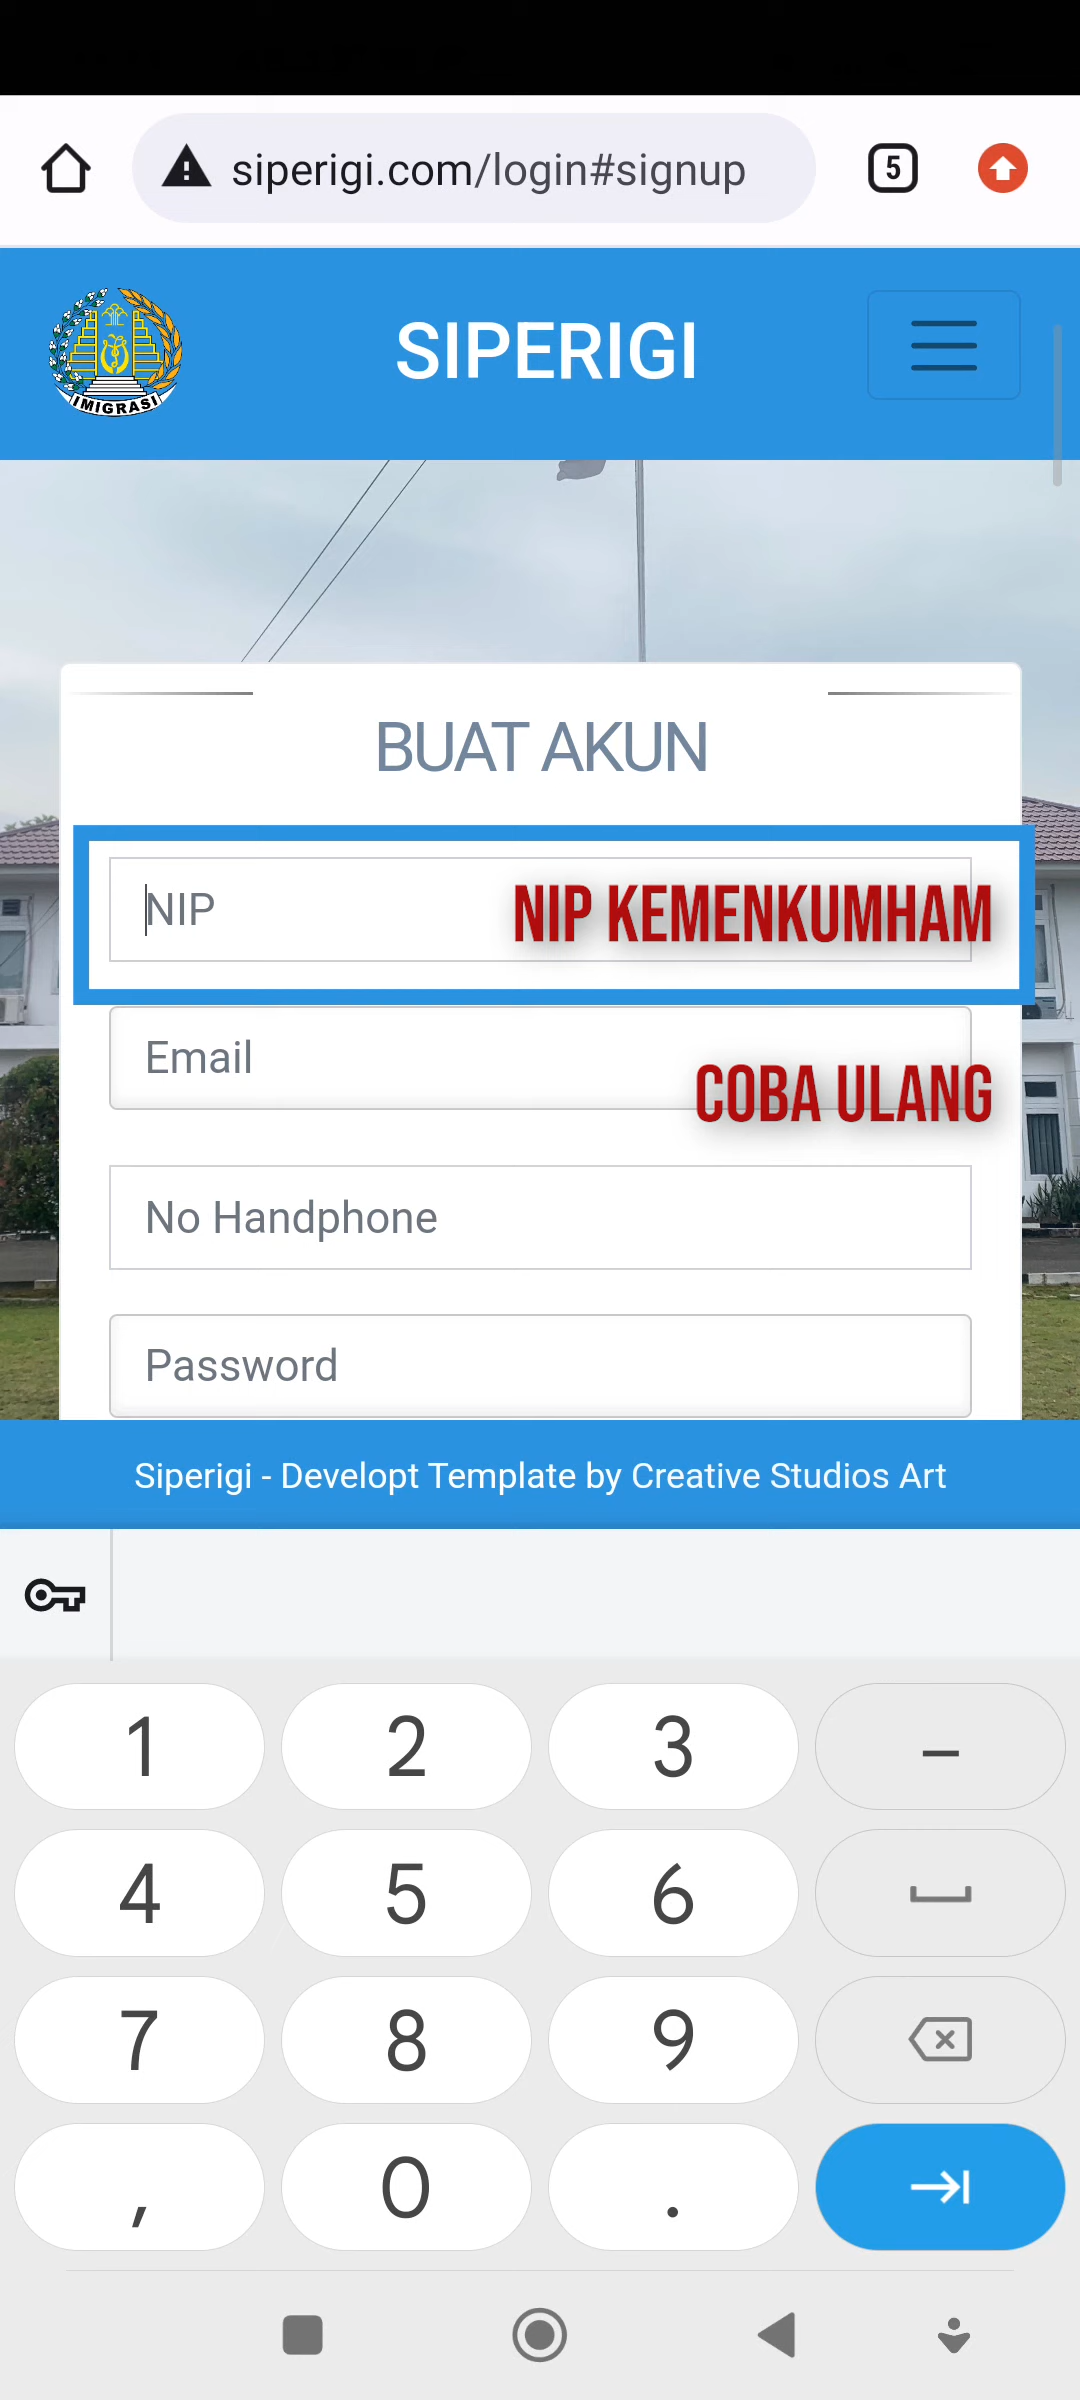 siperigi.com/login#signup
5
IMIGRASI
SIPERIGI
BUAT AKUN
NIP
NIP KEMENKUMHAM
Email
COBA ULANG
No Handphone
Password
Siperigi - Developt Template by Creative Studios Art
1 2 3 –
4 5 6
7 8 9
, 0 .